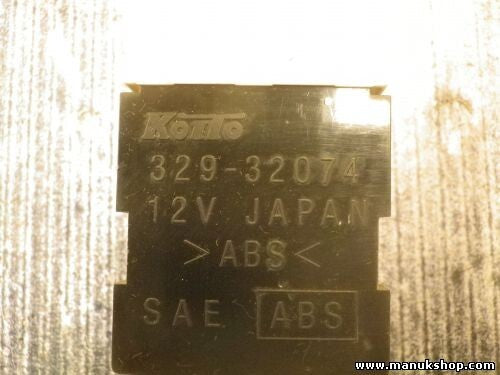 KOITO
329-32074
12V JAPAN
>ABS<
SAE ABS
www.manukshop.com